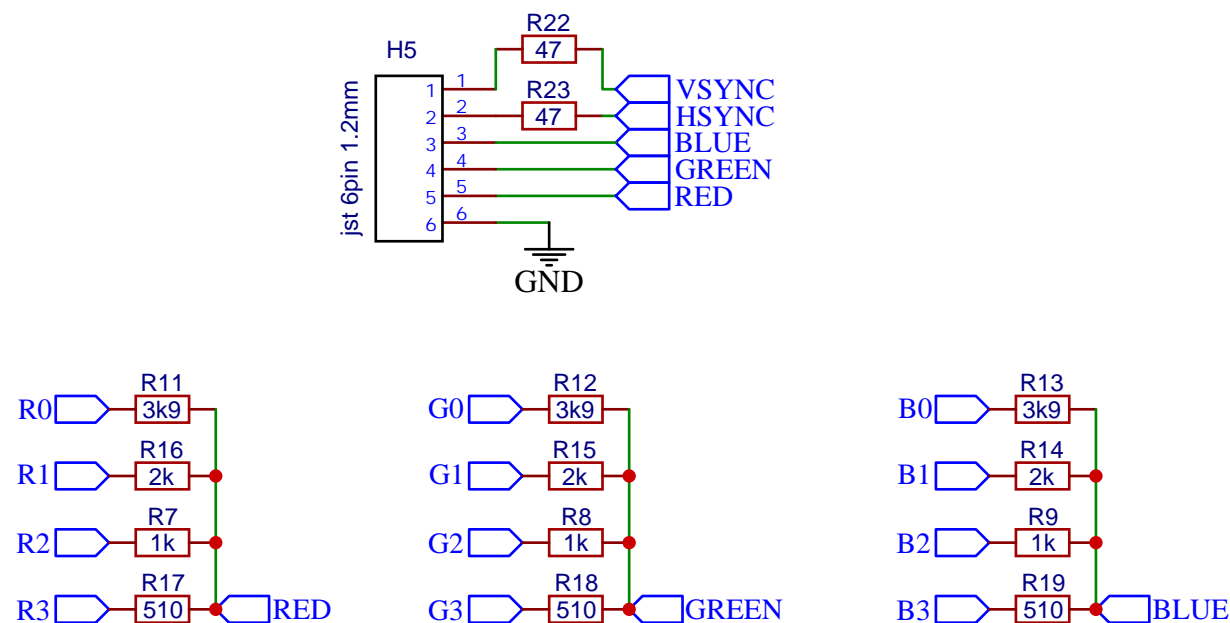 R22
47
H5
jst 6pin 1.2mm
1 1 VSYNC
R23
2 2 47 HSYNC
3 3 BLUE
4 4 GREEN
5 5 RED
6 6
GND
R11 R12 R13
R0 3k9 G0 3k9 B0 3k9
R16 R15 R14
R1 2k G1 2k B1 2k
R7 R8 R9
R2 1k G2 1k B2 1k
R17 R18 R19
R3 510 RED G3 510 GREEN B3 510 BLUE